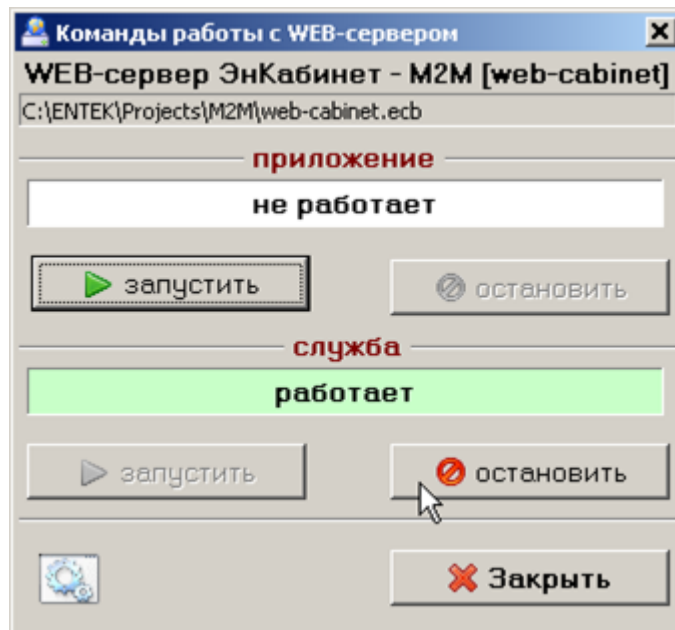 Команды работы с WEB-сервером
WEB-сервер ЭнКабинет - M2M [web-cabinet]
C:\ENTEK\Projects\M2M\web-cabinet.ecb
приложение
не работает
запустить
остановить
служба
работает
запустить
остановить
Закрыть